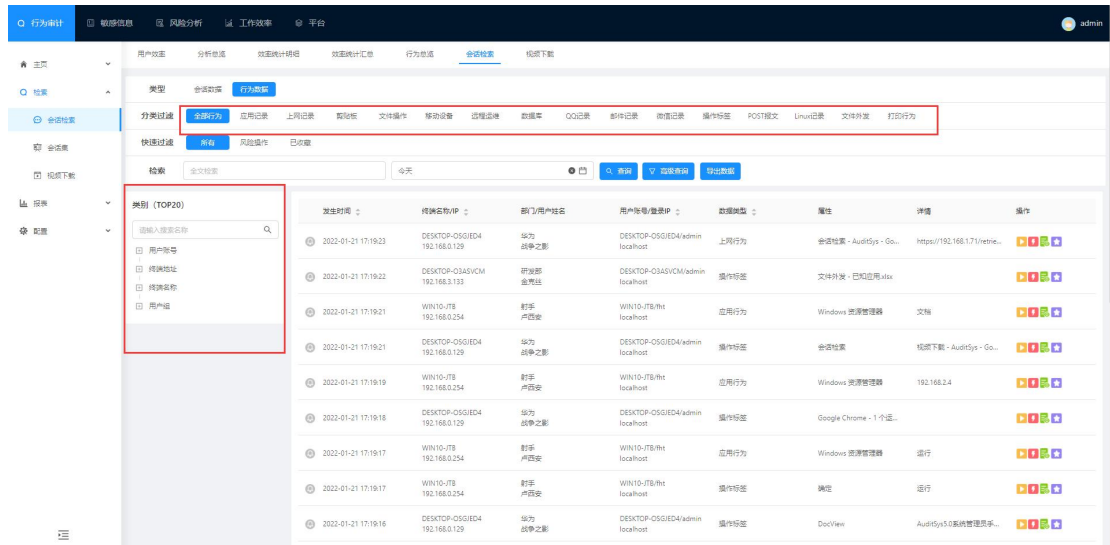 行为审计 敏感信息 风险分析 工作效率 平台 admin
用户效率 分析总览 效率统计明细 效率统计汇总 行为总览 会话检索 视频下载
主页
检索
会话检索
会话集
视频下载
报表
配置
类型 会话数据 行为数据
分类过滤 全部行为 应用记录 上网记录 剪贴板 文件操作 移动设备 远程运维 数据库 QQ记录 邮件记录 微信记录 操作标签 POST报文 Linux记录 文件外发 打印行为
快速过滤 所有 风险操作 已收藏
检索 全文检索 今天 查询 高级查询 导出数据
类别（TOP20）
请输入搜索名称
用户账号
终端地址
终端名称
用户组
发生时间 终端名称/IP 部门/用户姓名 用户账号/登录IP 数据类型 属性 详情 操作
2022-01-21 17:19:23 DESKTOP-OSGJED4 华为 DESKTOP-OSGJED4/admin 上网行为 会话检索 - AuditSys - Go... https://192.168.1.71/retrie...
192.168.0.129 战争之影 localhost
2022-01-21 17:19:22 DESKTOP-O3ASVCM 研发部 DESKTOP-O3ASVCM/admin 操作标签 文件外发 - 已知应用.xlsx
192.168.3.133 金克丝 localhost
2022-01-21 17:19:21 WIN10-JTB 射手 WIN10-JTB/fht 应用行为 Windows 资源管理器 文档
192.168.0.254 卢西安 localhost
2022-01-21 17:19:21 DESKTOP-OSGJED4 华为 DESKTOP-OSGJED4/admin 操作标签 会话检索 视频下载 - AuditSys - Go...
192.168.0.129 战争之影 localhost
2022-01-21 17:19:19 WIN10-JTB 射手 WIN10-JTB/fht 应用行为 Windows 资源管理器 192.168.2.4
192.168.0.254 卢西安 localhost
2022-01-21 17:19:18 DESKTOP-OSGJED4 华为 DESKTOP-OSGJED4/admin 操作标签 Google Chrome - 1 个运...
192.168.0.129 战争之影 localhost
2022-01-21 17:19:17 WIN10-JTB 射手 WIN10-JTB/fht 应用行为 Windows 资源管理器 运行
192.168.0.254 卢西安 localhost
2022-01-21 17:19:17 WIN10-JTB 射手 WIN10-JTB/fht 操作标签 确定 运行
192.168.0.254 卢西安 localhost
2022-01-21 17:19:16 DESKTOP-OSGJED4 华为 DESKTOP-OSGJED4/admin 操作标签 DocView AuditSys5.0系统管理员手...
192.168.0.129 战争之影 localhost